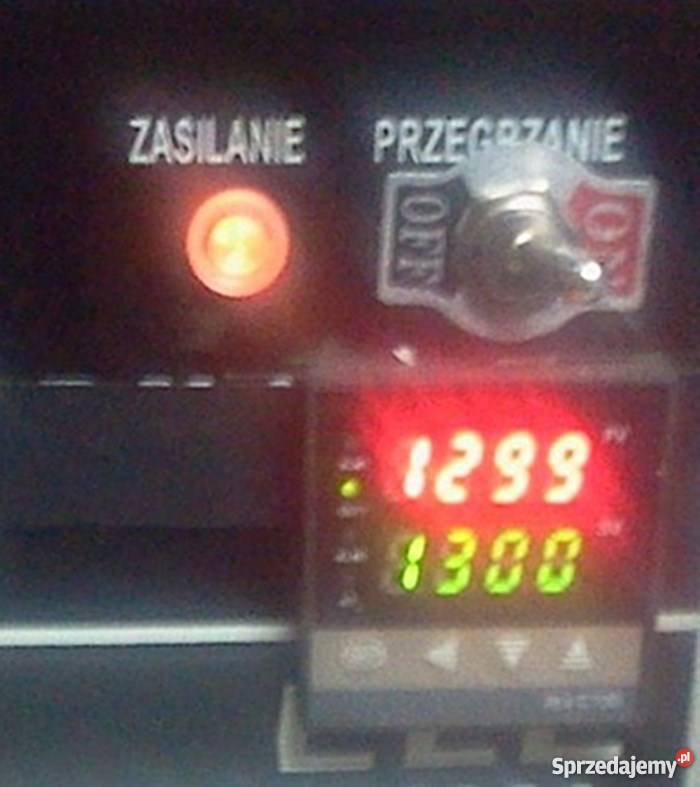 ZASILANIE PRZEGRZANIE
OFF ON
PV
1299
SV
1300
Sprzedajemy.pl